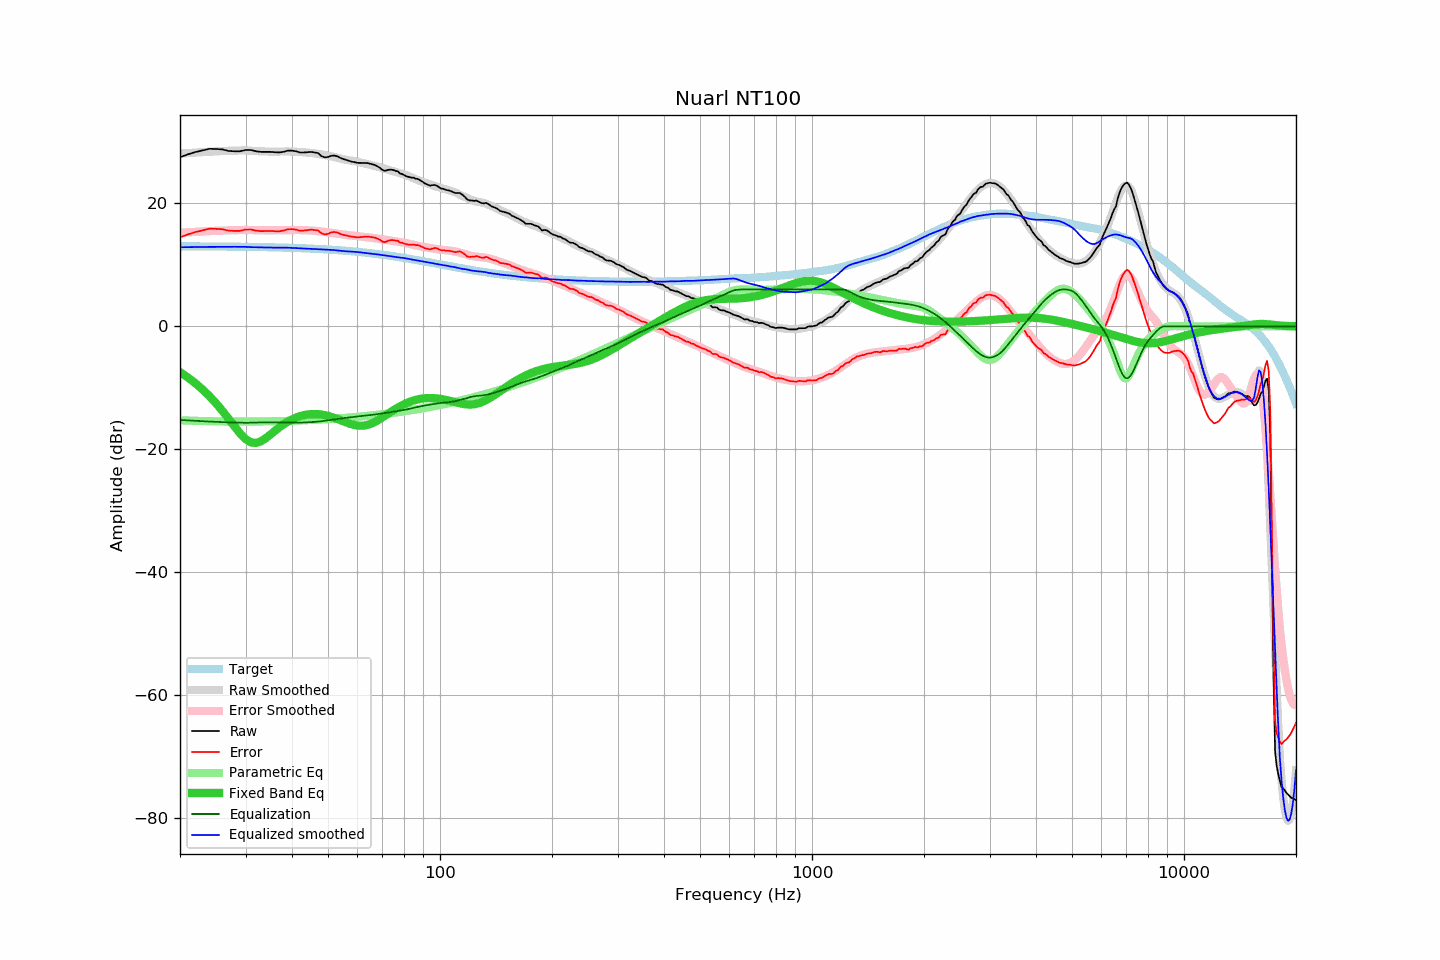 Nuarl NT100
20
0
−20
−40
−60
−80
Amplitude (dBr)
100
1000
10000
Frequency (Hz)
Target
Raw Smoothed
Error Smoothed
Raw
Error
Parametric Eq
Fixed Band Eq
Equalization
Equalized smoothed